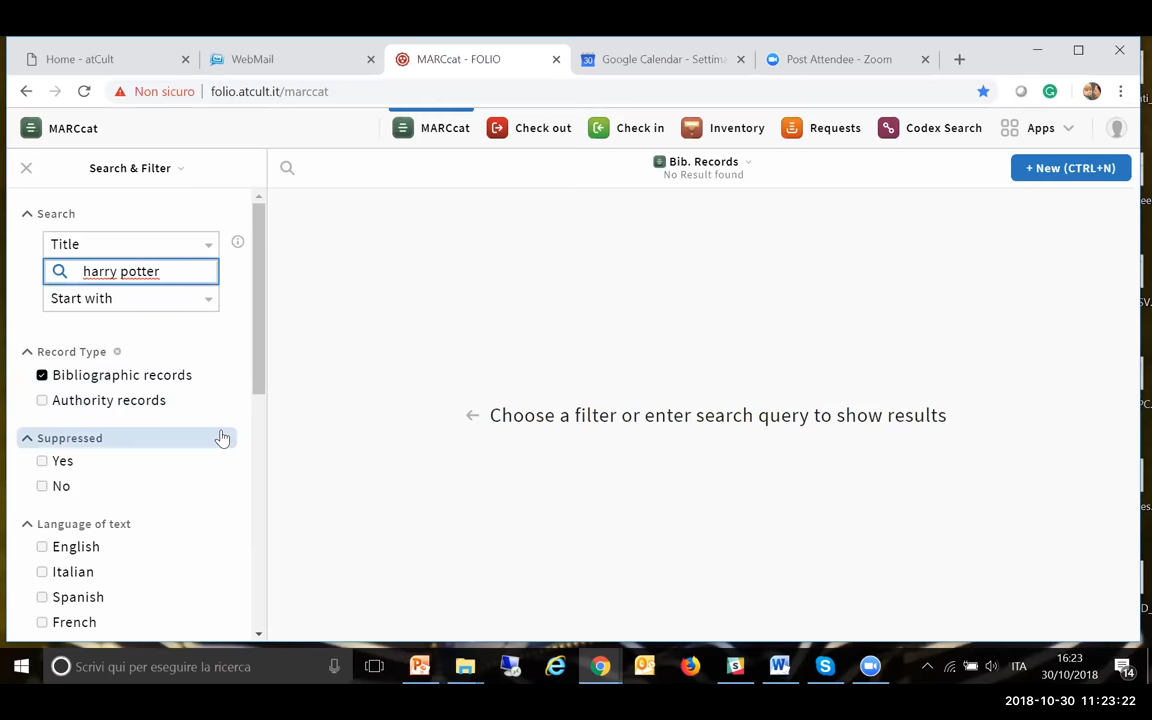 Home - atCult
WebMail
MARCcat - FOLIO
Google Calendar - Settima
Post Attendee - Zoom
Non sicuro
folio.atcult.it/marccat
MARCcat
MARCcat
Check out
Check in
Inventory
Requests
Codex Search
Apps
Search & Filter
Bib. Records
No Result found
+ New (CTRL+N)
Search
Title
harry potter
Start with
Record Type
Bibliographic records
Authority records
Suppressed
Yes
No
Language of text
English
Italian
Spanish
French
Choose a filter or enter search query to show results
Scrivi qui per eseguire la ricerca
ITA
16:23
30/10/2018
14
2018-10-30 11:23:22